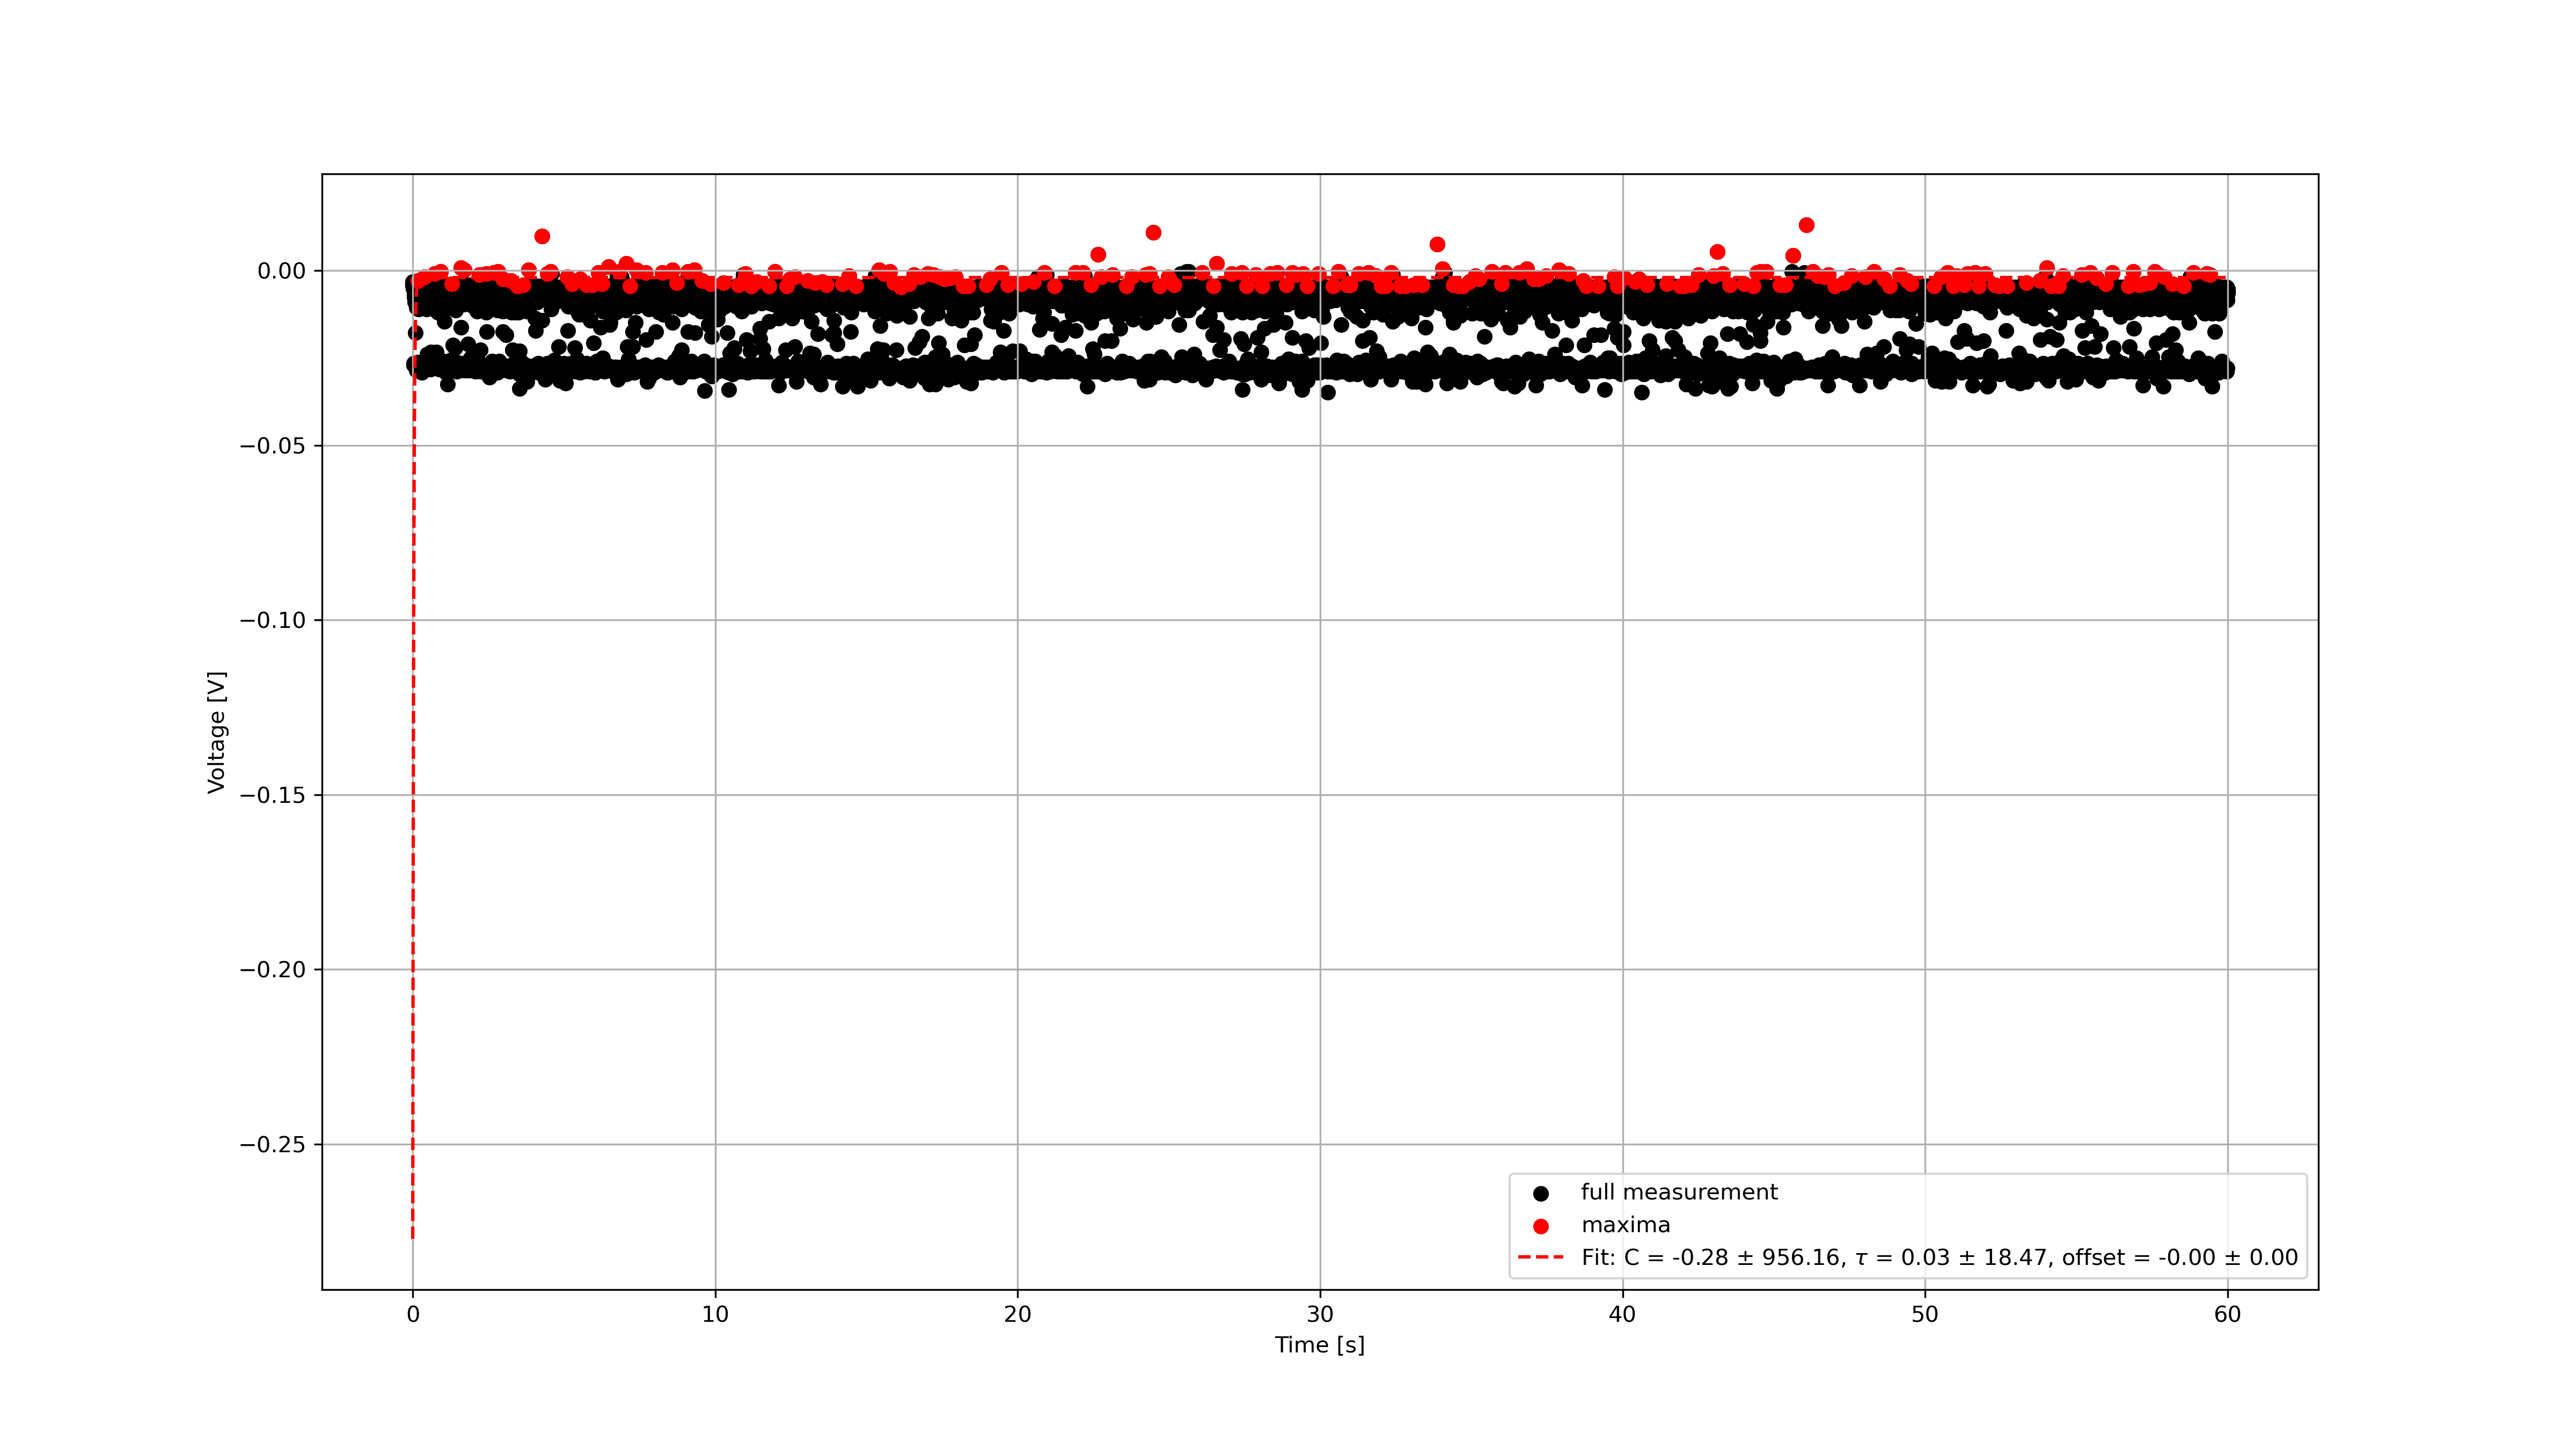 0.00
−0.05
−0.10
−0.15
−0.20
−0.25
Voltage [V]
0 10 20 30 40 50 60
Time [s]
full measurement
maxima
Fit: C = -0.28 ± 956.16, τ = 0.03 ± 18.47, offset = -0.00 ± 0.00